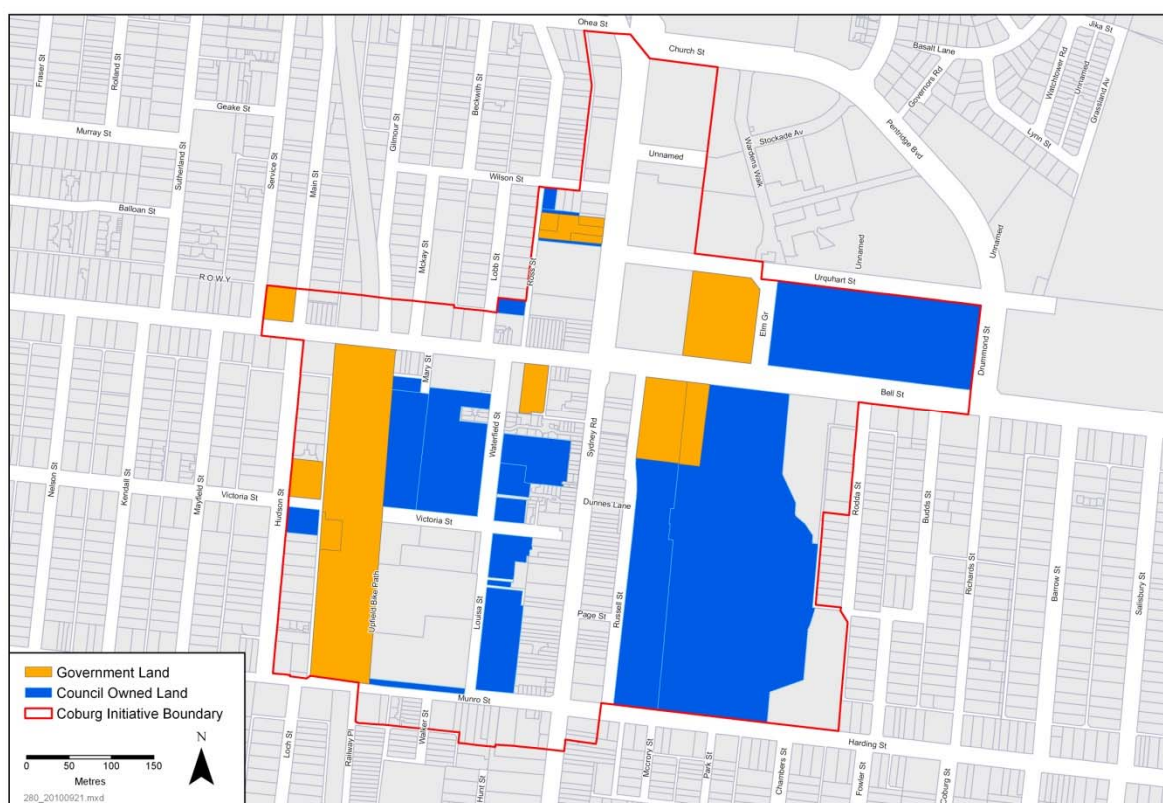 Ohea St
Church St
Jika St
Basalt Lane
Fraser St
Rolland St
Beckwith St
Governors Rd
Watchtower Rd
Unnamed
Grassland Av
Geake St
Gilmour St
Murray St
Sutherland St
Service St
Main St
Stockade Av
Pentridge Bvd
Lynn St
Unnamed
Wardens Walk
Wilson St
Balloan St
Mckay St
Lobb St
Ross St
Unnamed
Unnamed
R O W Y
Urquhart St
Elm Gr
Drummond St
Mary St
Bell St
Waterfield St
Sydney Rd
Nelson St
Kendall St
Mayfield St
Victoria St
Hudson St
Victoria St
Dunnes Lane
Rodda St
Budds St
Richards St
Barrow St
Salisbury St
Upfield Bike Path
Louisa St
Page St
Russell St
Munro St
Harding St
Loch St
Railway Pl
Walker St
Hunt St
Mccrory St
Park St
Chambers St
Fowler St
Coburg St
Government Land
Council Owned Land
Coburg Initiative Boundary
N
0 50 100 150
Metres
280_20100921.mxd